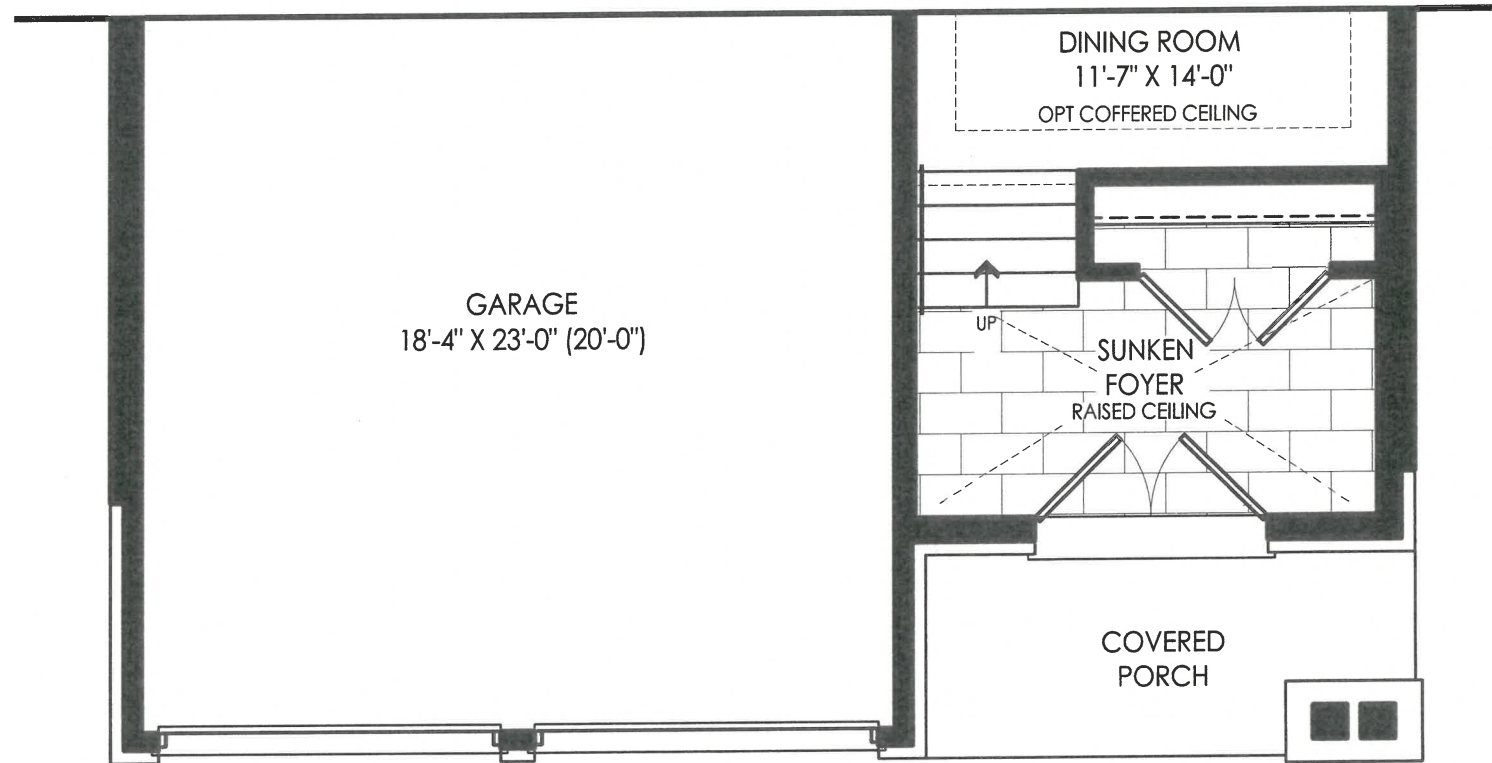 DINING ROOM
11'-7" X 14'-0"
OPT COFFERED CEILING
GARAGE
18'-4" X 23'-0" (20'-0")
UP
SUNKEN
FOYER
RAISED CEILING
COVERED
PORCH